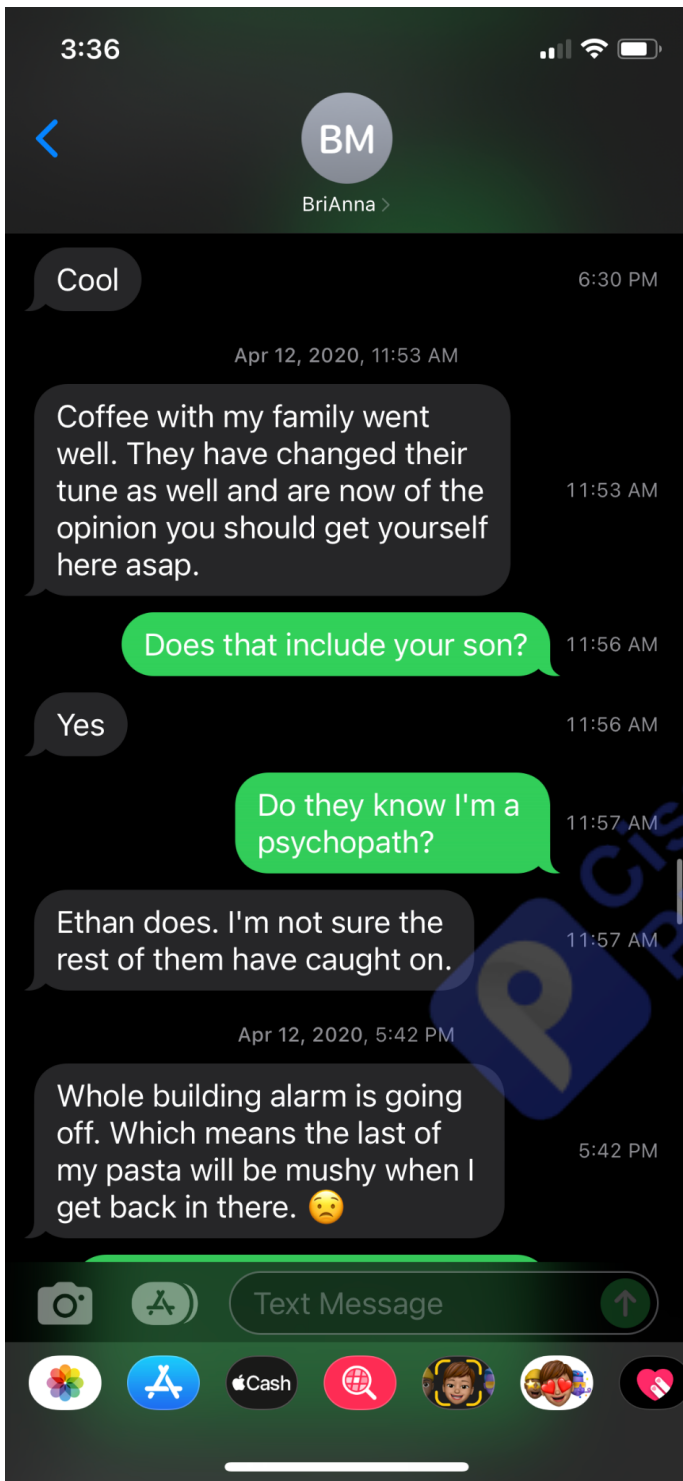 3:36
BM
BriAnna
Cool
6:30 PM
Apr 12, 2020, 11:53 AM
Coffee with my family went
well. They have changed their
tune as well and are now of the
opinion you should get yourself
here asap.
11:53 AM
Does that include your son?
11:56 AM
Yes
11:56 AM
Do they know I'm a
psychopath?
11:57 AM
Ethan does. I'm not sure the
rest of them have caught on.
11:57 AM
Apr 12, 2020, 5:42 PM
Whole building alarm is going
off. Which means the last of
my pasta will be mushy when I
get back in there. 😟
5:42 PM
Text Message
Cash